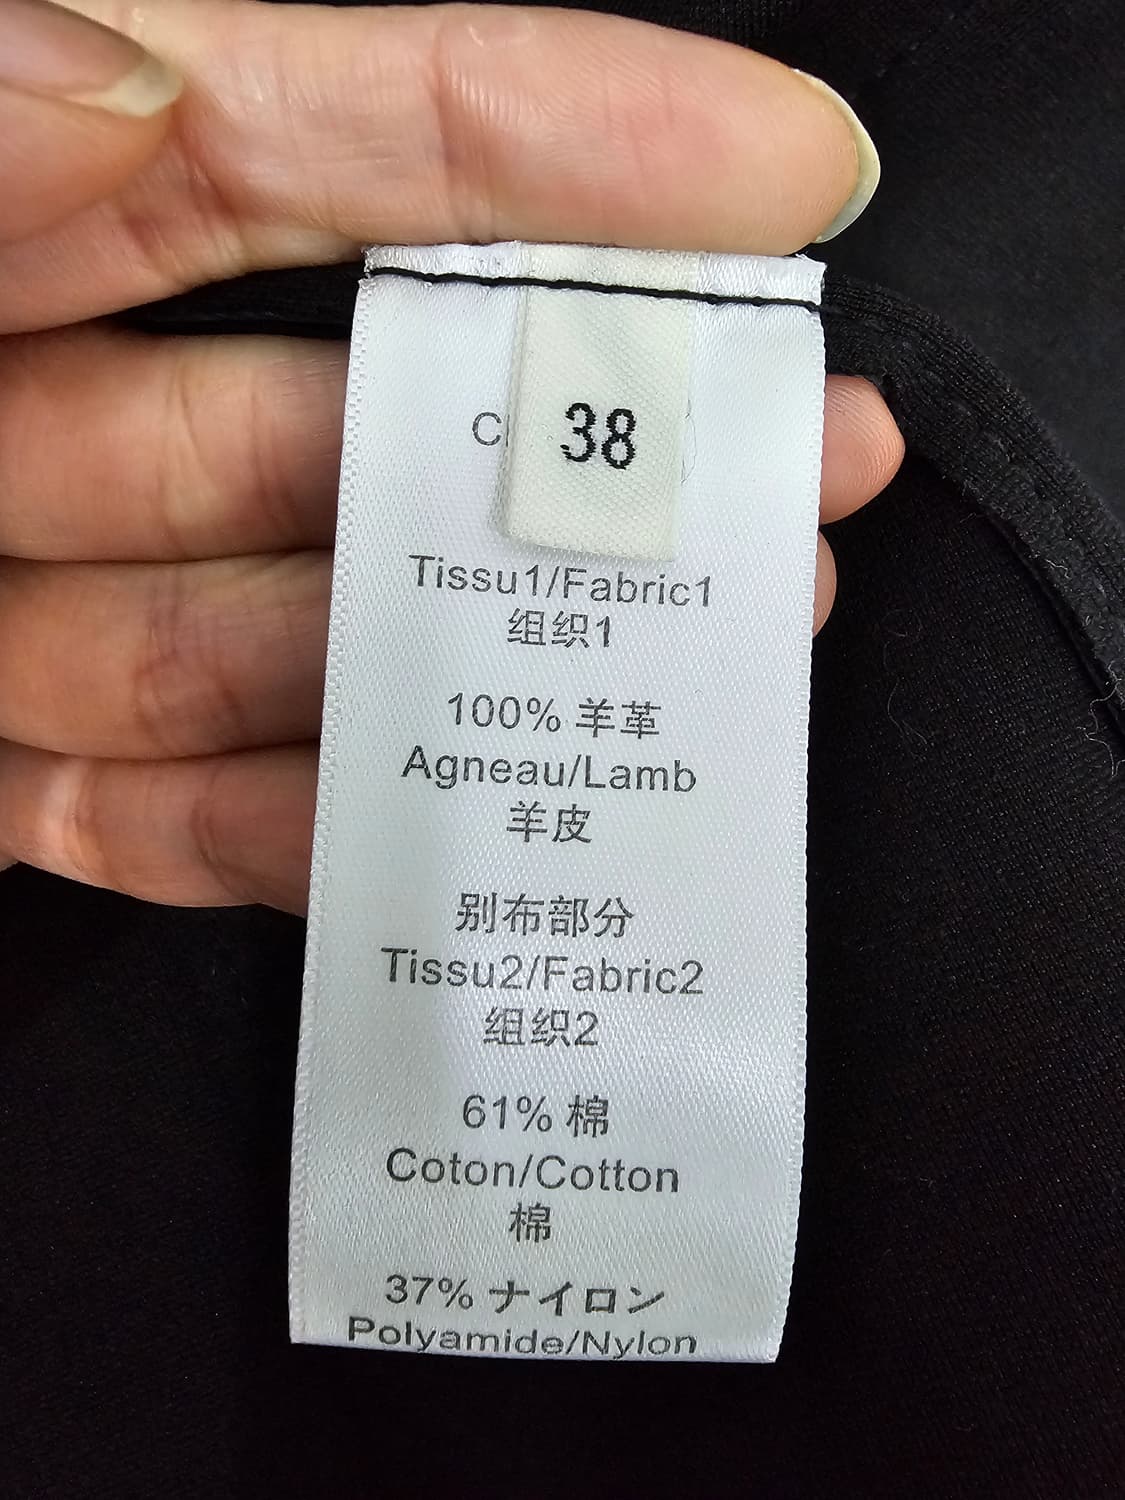 38
Tissu1/Fabric1
组织1
100% 羊革
Agneau/Lamb
羊皮
别布部分
Tissu2/Fabric2
组织2
61% 棉
Coton/Cotton
棉
37% ナイロン
Polyamide/Nylon